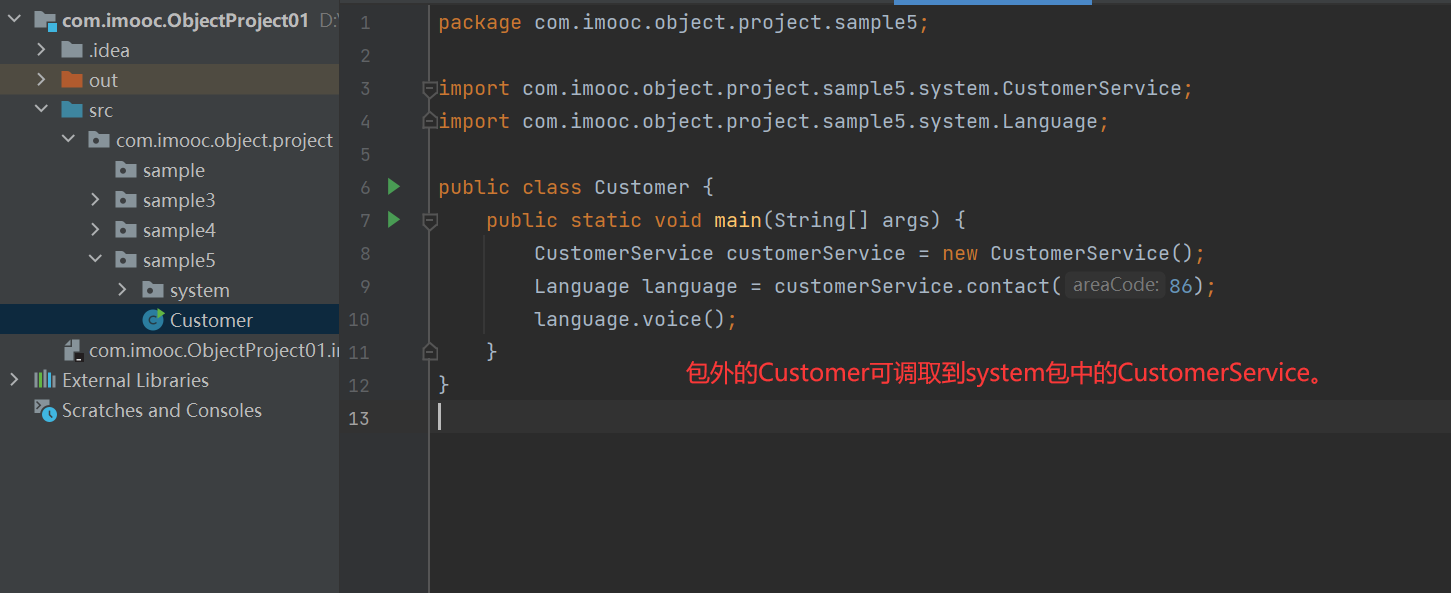 com.imooc.ObjectProject01 D:\
.idea
out
src
com.imooc.object.project
sample
sample3
sample4
sample5
system
Customer
com.imooc.ObjectProject01.i
External Libraries
Scratches and Consoles
1 package com.imooc.object.project.sample5;
2
3 import com.imooc.object.project.sample5.system.CustomerService;
4 import com.imooc.object.project.sample5.system.Language;
5
6 public class Customer {
7 public static void main(String[] args) {
8 CustomerService customerService = new CustomerService();
9 Language language = customerService.contact( areaCode: 86);
10 language.voice();
11 }
12 }
13
包外的Customer可调取到system包中的CustomerService。